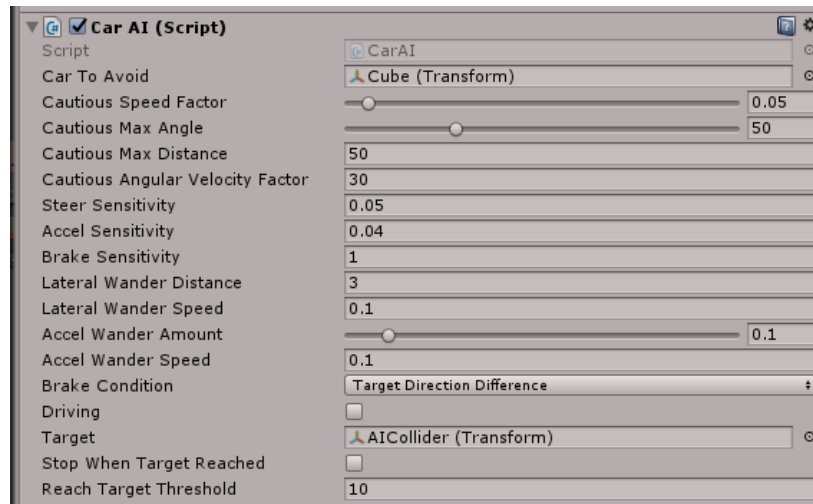 Car AI (Script)
Script CarAI
Car To Avoid Cube (Transform)
Cautious Speed Factor 0.05
Cautious Max Angle 50
Cautious Max Distance 50
Cautious Angular Velocity Factor 30
Steer Sensitivity 0.05
Accel Sensitivity 0.04
Brake Sensitivity 1
Lateral Wander Distance 3
Lateral Wander Speed 0.1
Accel Wander Amount 0.1
Accel Wander Speed 0.1
Brake Condition Target Direction Difference
Driving
Target AICollider (Transform)
Stop When Target Reached
Reach Target Threshold 10